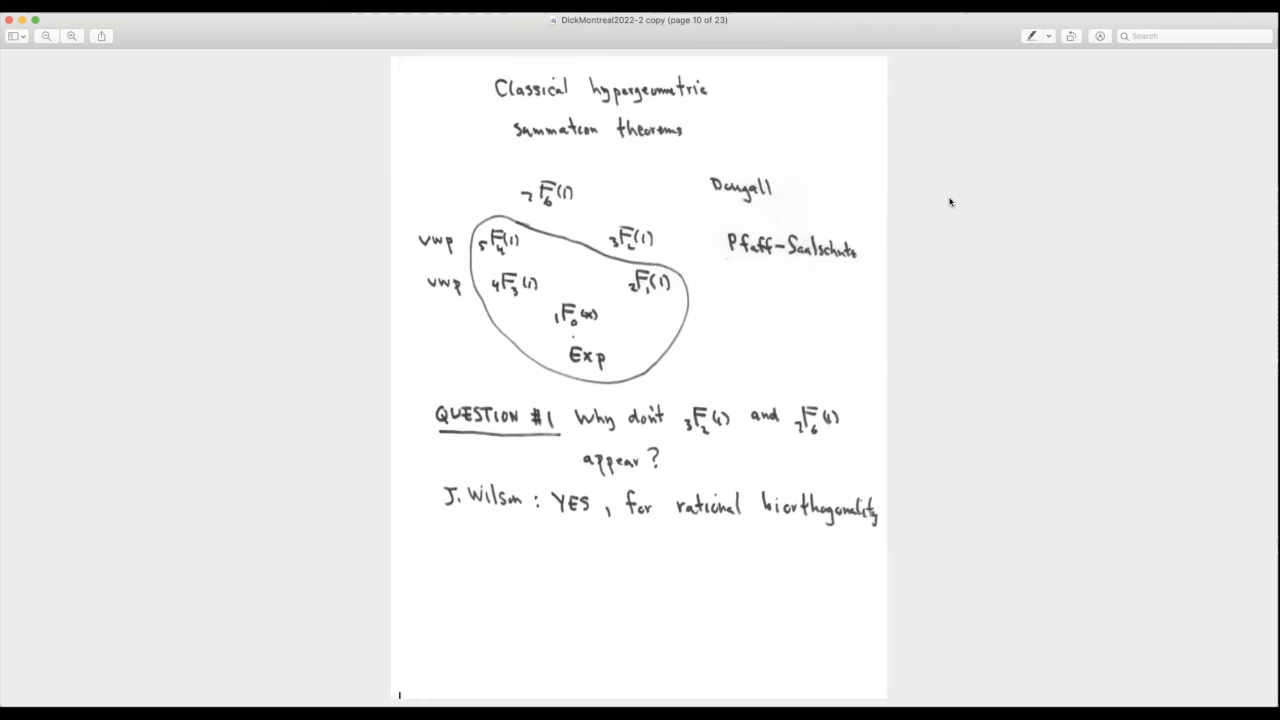 DickMontreal2022-2 copy (page 10 of 23)
Search
Classical hypergeometric
summation theorems
₇F₆(1) Dougall
vwp ₅F₄(1) ₃F₂(1) Pfaff-Saalschutz
vwp ₄F₃(1) ₂F₁(1)
₁F₀(x)
Exp
QUESTION #1 Why don't ₃F₂(1) and ₇F₆(1)
appear?
J. Wilson: YES, for rational biorthogonality